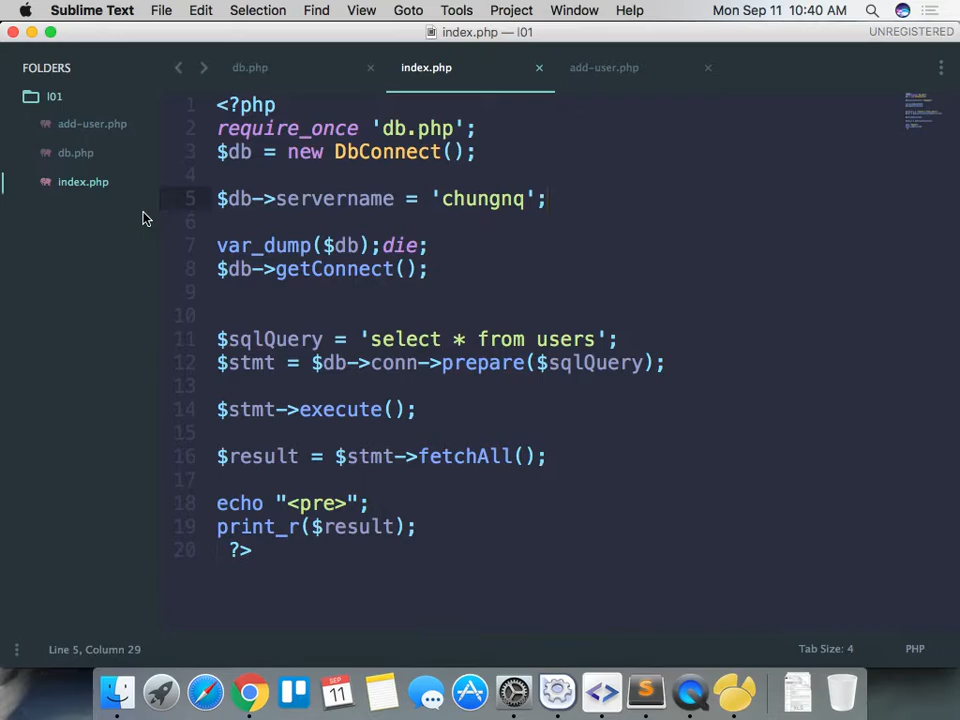 Sublime Text File Edit Selection Find View Goto Tools Project Window Help Mon Sep 11 10:40 AM
index.php — l01 UNREGISTERED
FOLDERS
l01
add-user.php
db.php
index.php
db.php × index.php × add-user.php ×
1 <?php
2 require_once 'db.php';
3 $db = new DbConnect();
4
5 $db->servername = 'chungnq';
6
7 var_dump($db);die;
8 $db->getConnect();
9
10
11 $sqlQuery = 'select * from users';
12 $stmt = $db->conn->prepare($sqlQuery);
13
14 $stmt->execute();
15
16 $result = $stmt->fetchAll();
17
18 echo "<pre>";
19 print_r($result);
20 ?>
Line 5, Column 29 Tab Size: 4 PHP
SEP
11